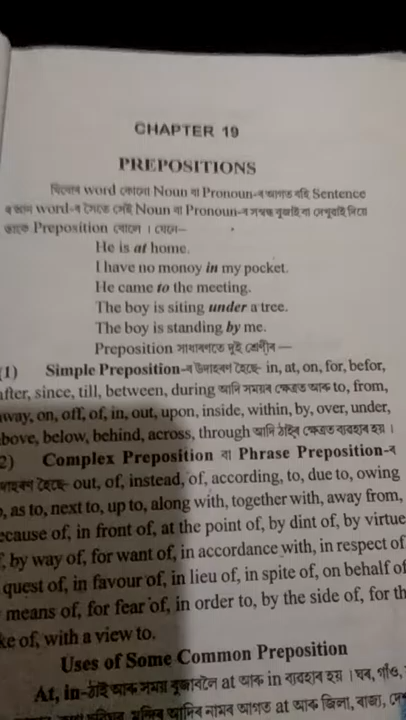 CHAPTER 19
PREPOSITIONS
যিবোৰ word কোনো Noun বা Pronoun-ৰ আগত বহি Sentence
ৰ আন word-ৰ সৈতে সেই Noun বা Pronoun-ৰ সম্বন্ধ বুজাই বা দেখুৱাই দিয়ে
তাকে Preposition বোলে । যেনে—
He is at home.
I have no monoy in my pocket.
He came to the meeting.
The boy is siting under a tree.
The boy is standing by me.
Preposition সাধাৰণতে দুই শ্ৰেণীৰ —
(1) Simple Preposition-ৰ উদাহৰণ হৈছে- in, at, on, for, befor,
after, since, till, between, during আদি সময়ৰ ক্ষেত্ৰত আৰু to, from,
away, on, off, of, in, out, upon, inside, within, by, over, under,
above, below, behind, across, through আদি ঠাইৰ ক্ষেত্ৰত ব্যৱহাৰ হয় ।
2) Complex Preposition বা Phrase Preposition-ৰ
হৈছে- out, of, instead, of, according, to, due to, owing
, as to, next to, up to, along with, together with, away from,
ecause of, in front of, at the point of, by dint of, by virtue
, by way of, for want of, in accordance with, in respect of
quest of, in favour of, in lieu of, in spite of, on behalf of
means of, for fear of, in order to, by the side of, for th
ke of, with a view to.
Uses of Some Common Preposition
At, in-ঠাই আৰু সময় বুজাবলৈ at আৰু in ব্যৱহাৰ হয় । ঘৰ, গাঁও,
মন্দিৰ আদিৰ নামৰ আগত at আৰু জিলা, ৰাজ্য,